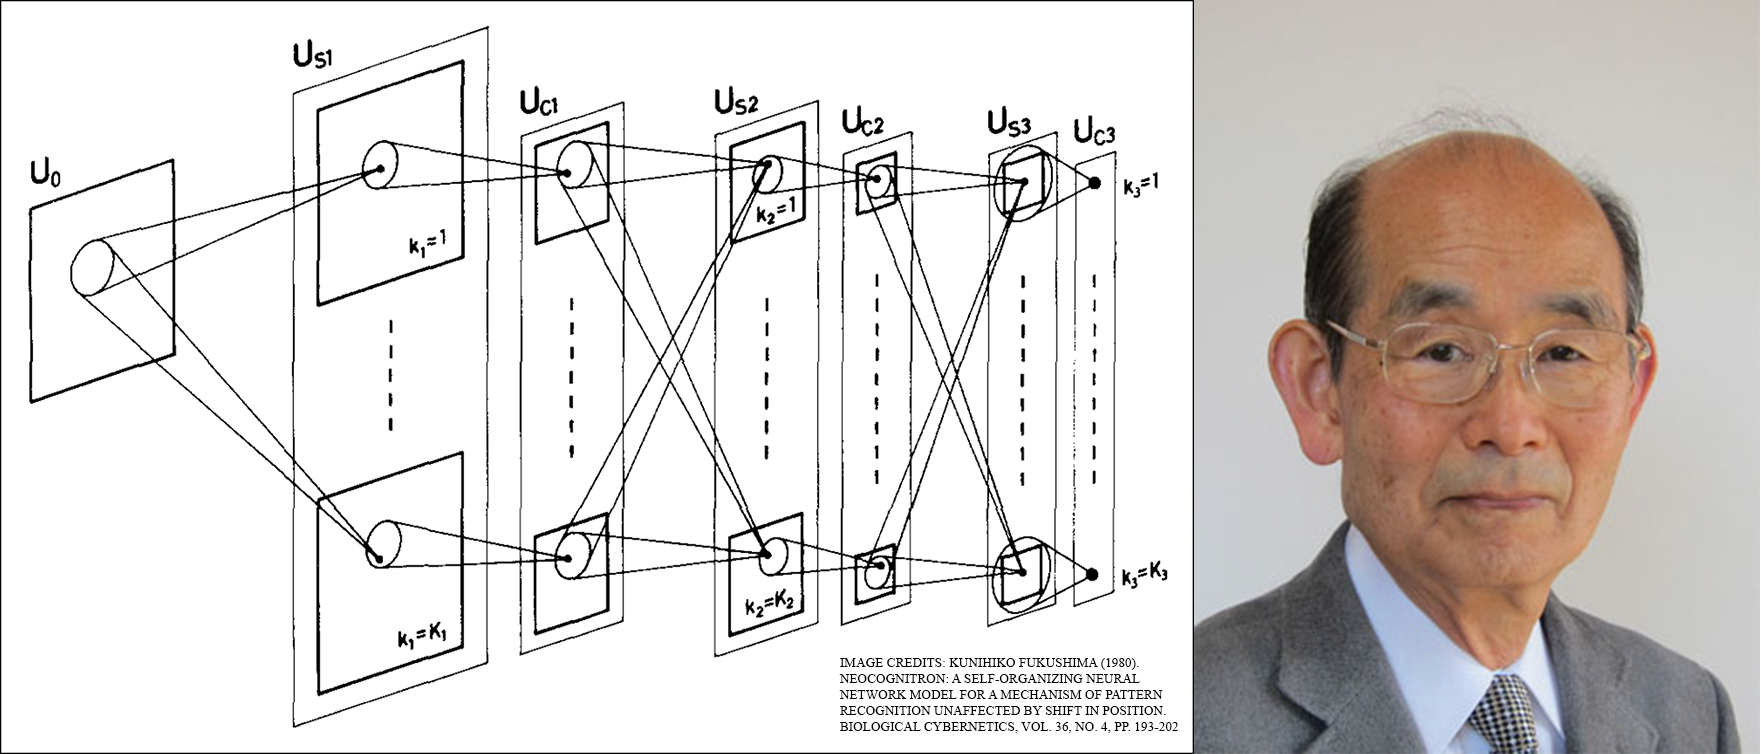 U0
US1
UC1
US2
UC2
US3
UC3
k1=1
k2=1
k3=1
k1=K1
k2=K2
k3=K3
IMAGE CREDITS: KUNIHIKO FUKUSHIMA (1980).
NEOCOGNITRON: A SELF-ORGANIZING NEURAL
NETWORK MODEL FOR A MECHANISM OF PATTERN
RECOGNITION UNAFFECTED BY SHIFT IN POSITION.
BIOLOGICAL CYBERNETICS, VOL. 36, NO. 4, PP. 193-202